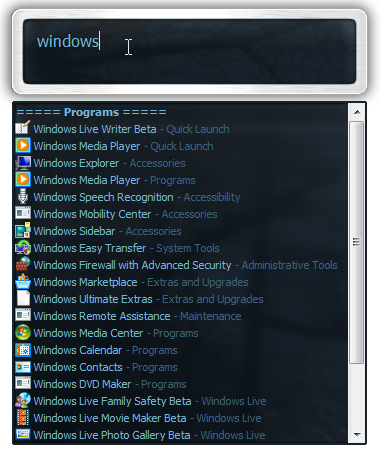 windows
===== Programs =====
Windows Live Writer Beta - Quick Launch
Windows Media Player - Quick Launch
Windows Explorer - Accessories
Windows Media Player - Programs
Windows Speech Recognition - Accessibility
Windows Mobility Center - Accessories
Windows Sidebar - Accessories
Windows Easy Transfer - System Tools
Windows Firewall with Advanced Security - Administrative Tools
Windows Marketplace - Extras and Upgrades
Windows Ultimate Extras - Extras and Upgrades
Windows Remote Assistance - Maintenance
Windows Media Center - Programs
Windows Calendar - Programs
Windows Contacts - Programs
Windows DVD Maker - Programs
Windows Live Family Safety Beta - Windows Live
Windows Live Movie Maker Beta - Windows Live
Windows Live Photo Gallery Beta - Windows Live